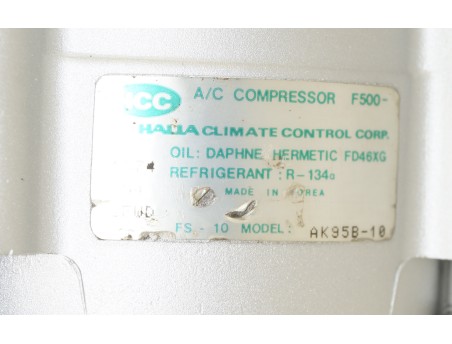 CC A/C COMPRESSOR F500-
HALLA CLIMATE CONTROL CORP.
OIL: DAPHNE HERMETIC FD46XG
REFRIGERANT : R-134a
MADE IN KOREA
FS - 10 MODEL: AK95B-10